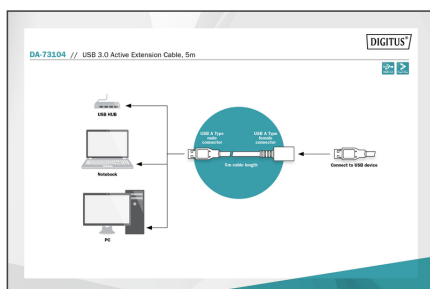 DIGITUS®
DA-73104 // USB 3.0 Active Extension Cable, 5m
USB HUB
USB A Type
male
connector
USB A Type
female
connector
5m cable length
Notebook
Connect to USB device
PC